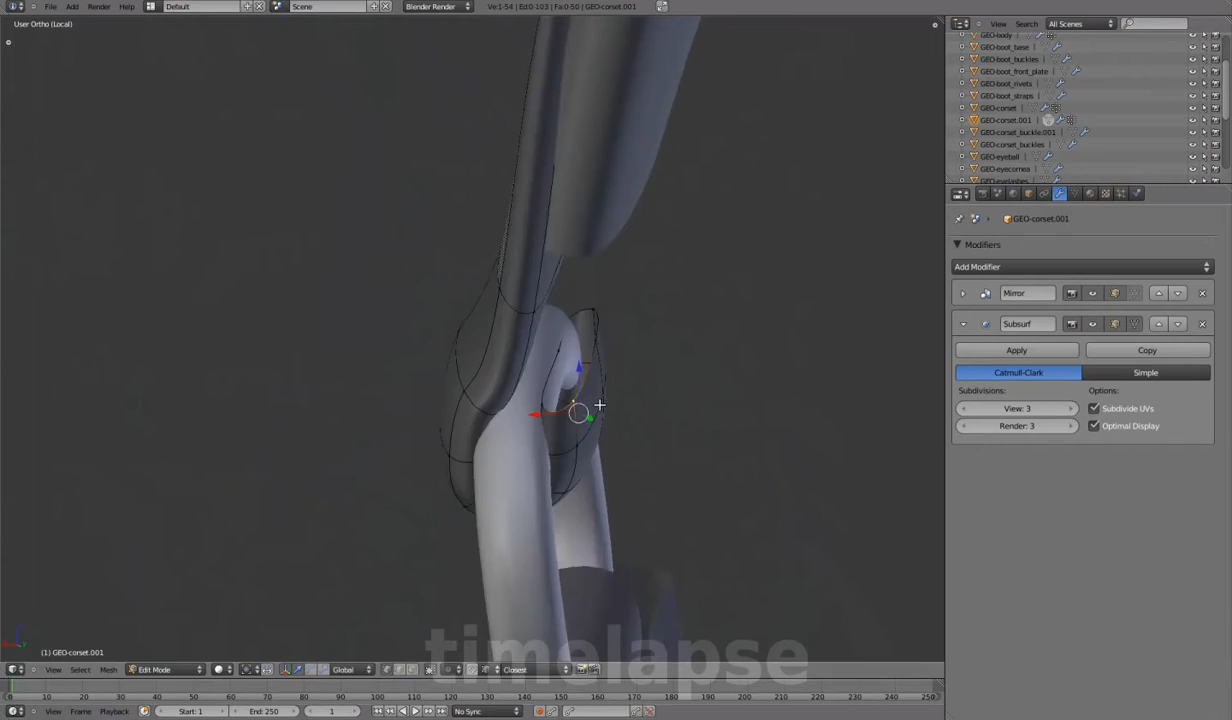 File Add Render Help Default Scene Blender Render Ve:1-54 | Ed:0-103 | Fa:0-50 | GEO-corset.001
User Ortho (Local)
View Search All Scenes
GEO-body
GEO-boot_base
GEO-boot_buckles
GEO-boot_front_plate
GEO-boot_rivets
GEO-boot_straps
GEO-corset
GEO-corset.001
GEO-corset_buckle.001
GEO-corset_buckles
GEO-eyeball
GEO-eyecornea
GEO-eyelashes
GEO-corset.001
Modifiers
Add Modifier
Mirror
Subsurf
Apply Copy
Catmull-Clark Simple
Subdivisions: Options:
View: 3 Subdivide UVs
Render: 3 Optimal Display
(1) GEO-corset.001
timelapse
View Select Add Mesh Edit Mode Global Closest
0 10 20 30 40 50 60 70 80 90 100 110 120 130 140 150 160 170 180 190 200 210 220 230 240 250
View Frame Playback Start: 1 End: 250 1 No Sync